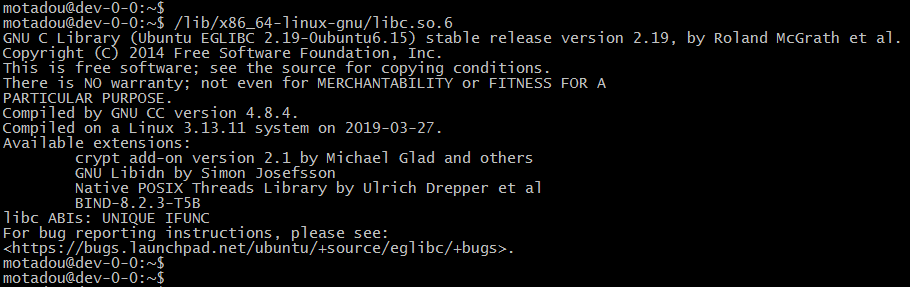 motadou@dev-0-0:~$
motadou@dev-0-0:~$ /lib/x86_64-linux-gnu/libc.so.6
GNU C Library (Ubuntu EGLIBC 2.19-0ubuntu6.15) stable release version 2.19, by Roland McGrath et al.
Copyright (C) 2014 Free Software Foundation, Inc.
This is free software; see the source for copying conditions.
There is NO warranty; not even for MERCHANTABILITY or FITNESS FOR A
PARTICULAR PURPOSE.
Compiled by GNU CC version 4.8.4.
Compiled on a Linux 3.13.11 system on 2019-03-27.
Available extensions:
        crypt add-on version 2.1 by Michael Glad and others
        GNU Libidn by Simon Josefsson
        Native POSIX Threads Library by Ulrich Drepper et al
        BIND-8.2.3-T5B
libc ABIs: UNIQUE IFUNC
For bug reporting instructions, please see:
<https://bugs.launchpad.net/ubuntu/+source/eglibc/+bugs>.
motadou@dev-0-0:~$
motadou@dev-0-0:~$